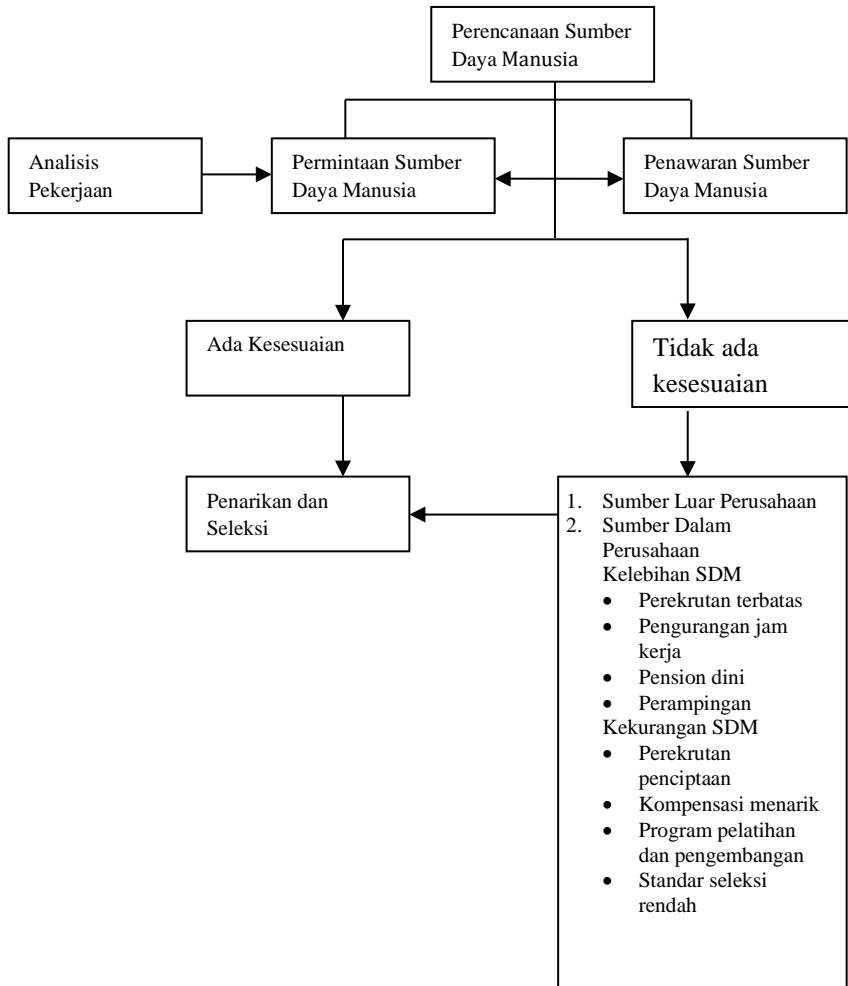 Perencanaan Sumber
Daya Manusia
Analisis
Pekerjaan
Permintaan Sumber
Daya Manusia
Penawaran Sumber
Daya Manusia
Ada Kesesuaian
Tidak ada
kesesuaian
Penarikan dan
Seleksi
1. Sumber Luar Perusahaan
2. Sumber Dalam
Perusahaan
Kelebihan SDM
• Perekrutan terbatas
• Pengurangan jam
kerja
• Pension dini
• Perampingan
Kekurangan SDM
• Perekrutan
penciptaan
• Kompensasi menarik
• Program pelatihan
dan pengembangan
• Standar seleksi
rendah